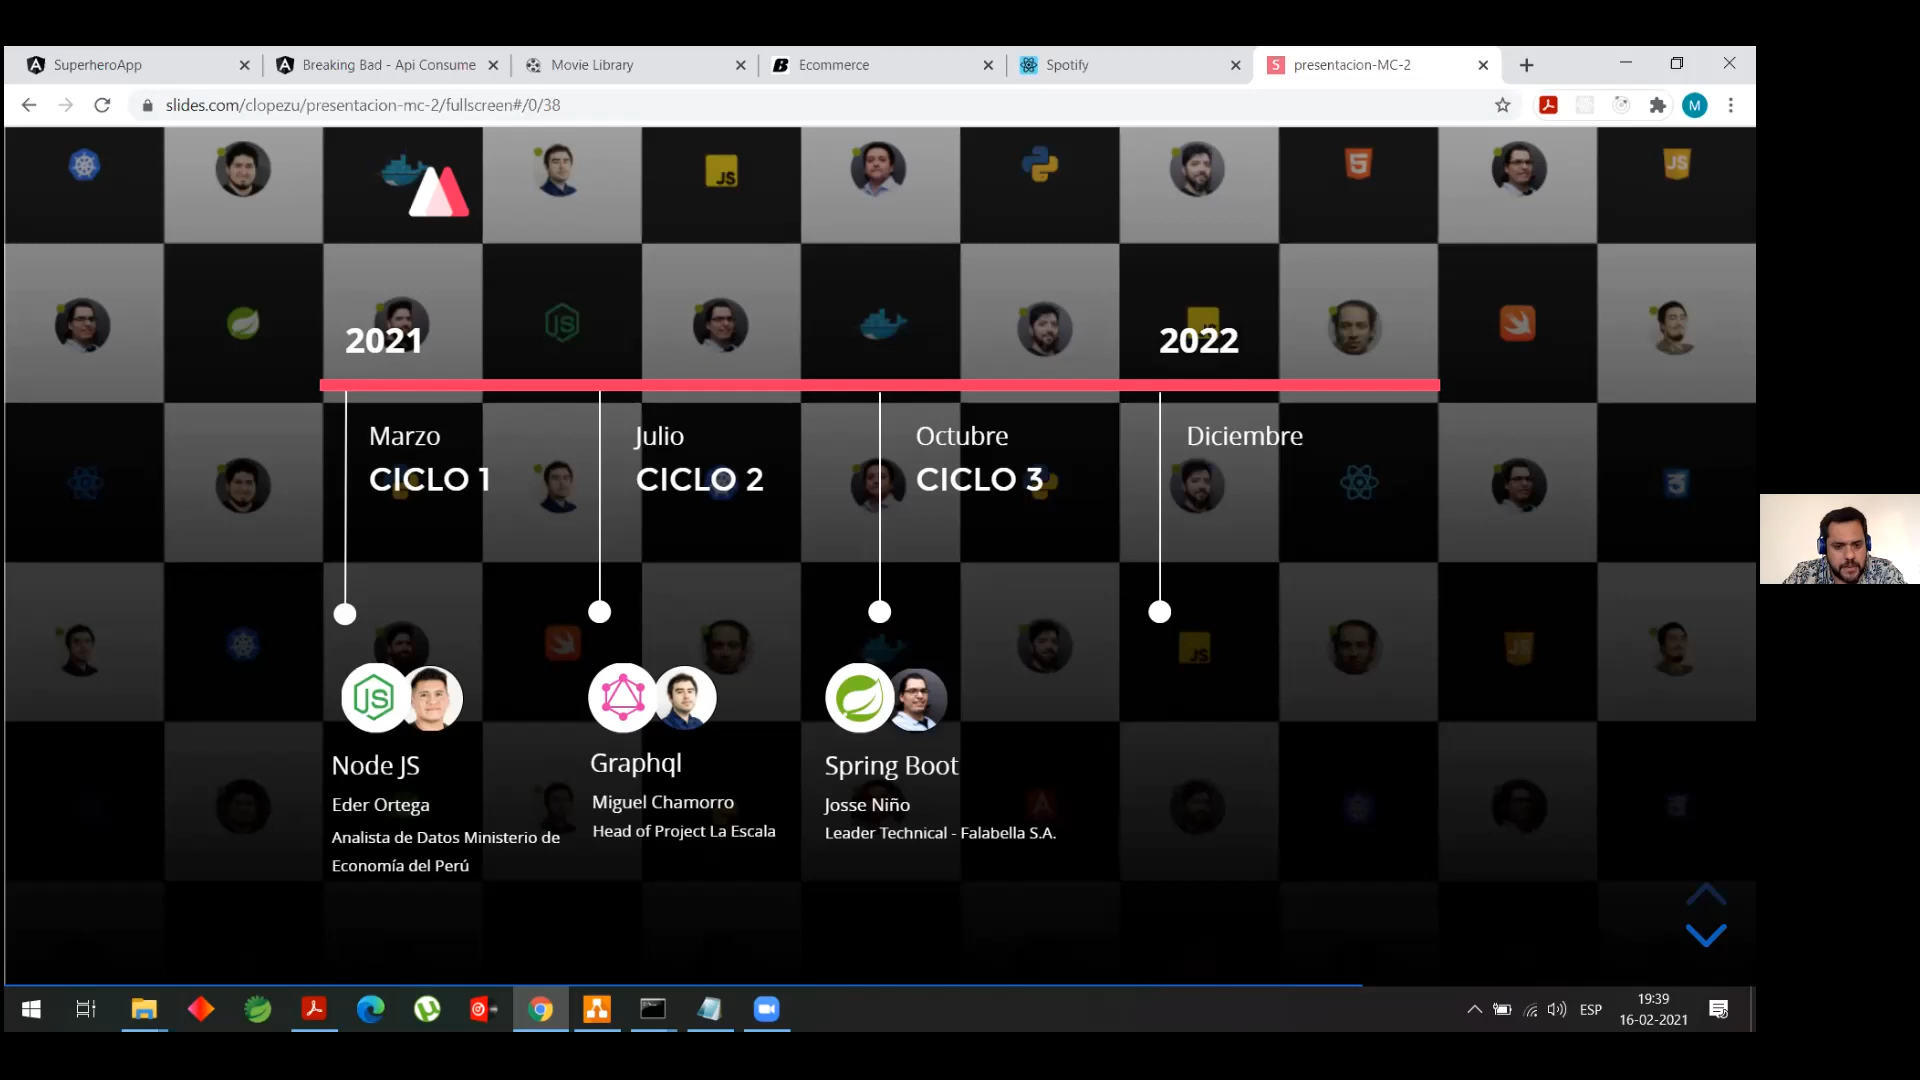 SuperheroApp
Breaking Bad - Api Consume
Movie Library
Ecommerce
Spotify
presentacion-MC-2
slides.com/clopezu/presentacion-mc-2/fullscreen#/0/38
M
2021
2022
Marzo
CICLO 1
Julio
CICLO 2
Octubre
CICLO 3
Diciembre
Node JS
Eder Ortega
Analista de Datos Ministerio de
Economía del Perú
Graphql
Miguel Chamorro
Head of Project La Escala
Spring Boot
Josse Niño
Leader Technical - Falabella S.A.
ESP
19:39
16-02-2021